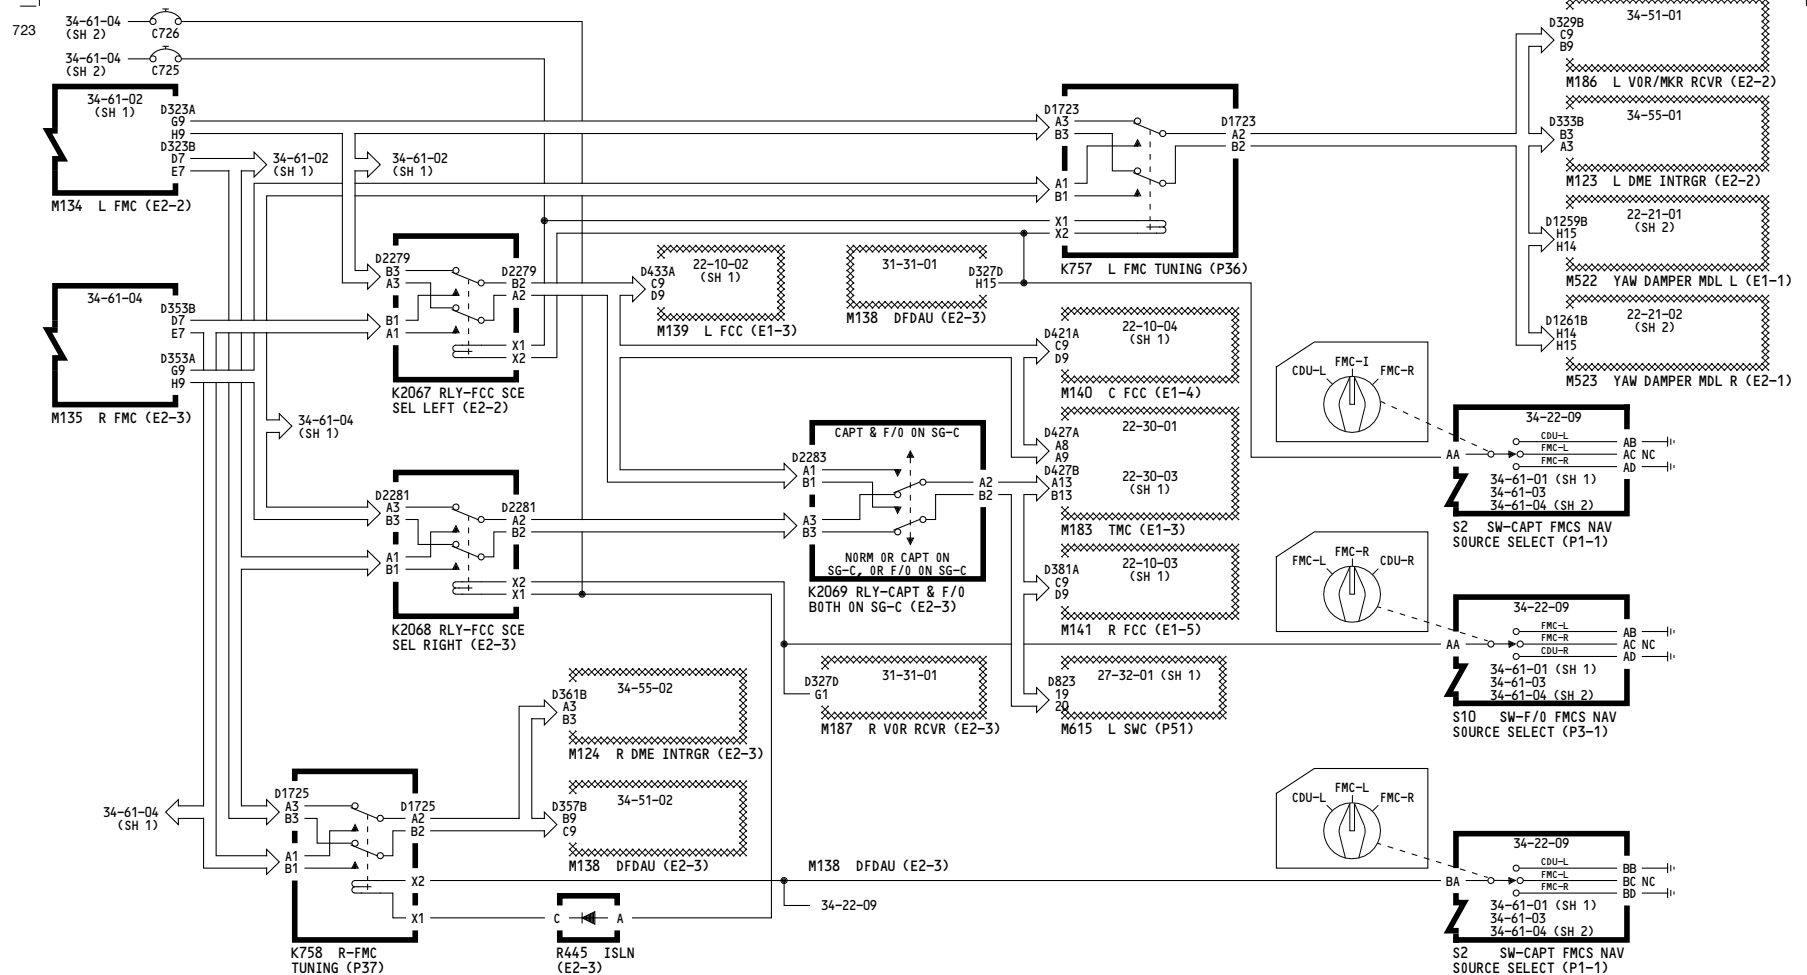 723
34-61-04
(SH 2)
C726
34-61-04
(SH 2)
C725
34-61-02
(SH 1)
D323A
G9
H9
D323B
D7
E7
M134 L FMC (E2-2)
34-61-02
(SH 1)
34-61-02
(SH 1)
34-61-04
D353B
D7
E7
D353A
G9
H9
M135 R FMC (E2-3)
34-61-04
(SH 1)
D2279
B3
A3
B1
A1
D2279
B2
A2
X1
X2
K2067 RLY-FCC SCE
SEL LEFT (E2-2)
D433A
C9
D9
22-10-02
(SH 1)
M139 L FCC (E1-3)
31-31-01
D327D
H15
M138 DFDAU (E2-3)
D1723
A3
B3
A1
B1
X1
X2
D1723
A2
B2
K757 L FMC TUNING (P36)
34-51-01
D329B
C9
B9
M186 L VOR/MKR RCVR (E2-2)
34-55-01
D333B
B3
A3
M123 L DME INTRGR (E2-2)
22-21-01
(SH 2)
D1259B
H15
H14
M522 YAW DAMPER MDL L (E1-1)
22-21-02
(SH 2)
D1261B
H14
H15
M523 YAW DAMPER MDL R (E2-1)
D421A
C9
D9
22-10-04
(SH 1)
M140 C FCC (E1-4)
D427A
A8
A9
D427B
A13
B13
22-30-01
22-30-03
(SH 1)
M183 TMC (E1-3)
D381A
C9
D9
22-10-03
(SH 1)
M141 R FCC (E1-5)
D823
19
20
27-32-01 (SH 1)
M615 L SWC (P51)
D2281
A3
B3
A1
B1
D2281
A2
B2
X2
X1
K2068 RLY-FCC SCE
SEL RIGHT (E2-3)
CAPT & F/O ON SG-C
D2283
A1
B1
A3
B3
A2
B2
NORM OR CAPT ON
SG-C, OR F/O ON SG-C
K2069 RLY-CAPT & F/O
BOTH ON SG-C (E2-3)
31-31-01
D327D
G1
M187 R VOR RCVR (E2-3)
34-55-02
D361B
A3
B3
M124 R DME INTRGR (E2-3)
34-51-02
D357B
B9
C9
M138 DFDAU (E2-3)
M138 DFDAU (E2-3)
34-22-09
34-61-04
(SH 1)
D1725
A3
B3
A1
B1
D1725
A2
B2
X2
X1
K758 R-FMC
TUNING (P37)
C
A
R445 ISLN
(E2-3)
CDU-L
FMC-I
FMC-R
34-22-09
AA
CDU-L
FMC-L
FMC-R
AB
AC NC
AD
34-61-01 (SH 1)
34-61-03
34-61-04 (SH 2)
S2 SW-CAPT FMCS NAV
SOURCE SELECT (P1-1)
FMC-L
FMC-R
CDU-R
34-22-09
AA
FMC-L
FMC-R
CDU-R
AB
AC NC
AD
34-61-01 (SH 1)
34-61-03
34-61-04 (SH 2)
S10 SW-F/O FMCS NAV
SOURCE SELECT (P3-1)
CDU-L
FMC-L
FMC-R
34-22-09
BA
CDU-L
FMC-L
FMC-R
BB
BC NC
BD
34-61-01 (SH 1)
34-61-03
34-61-04 (SH 2)
S2 SW-CAPT FMCS NAV
SOURCE SELECT (P1-1)